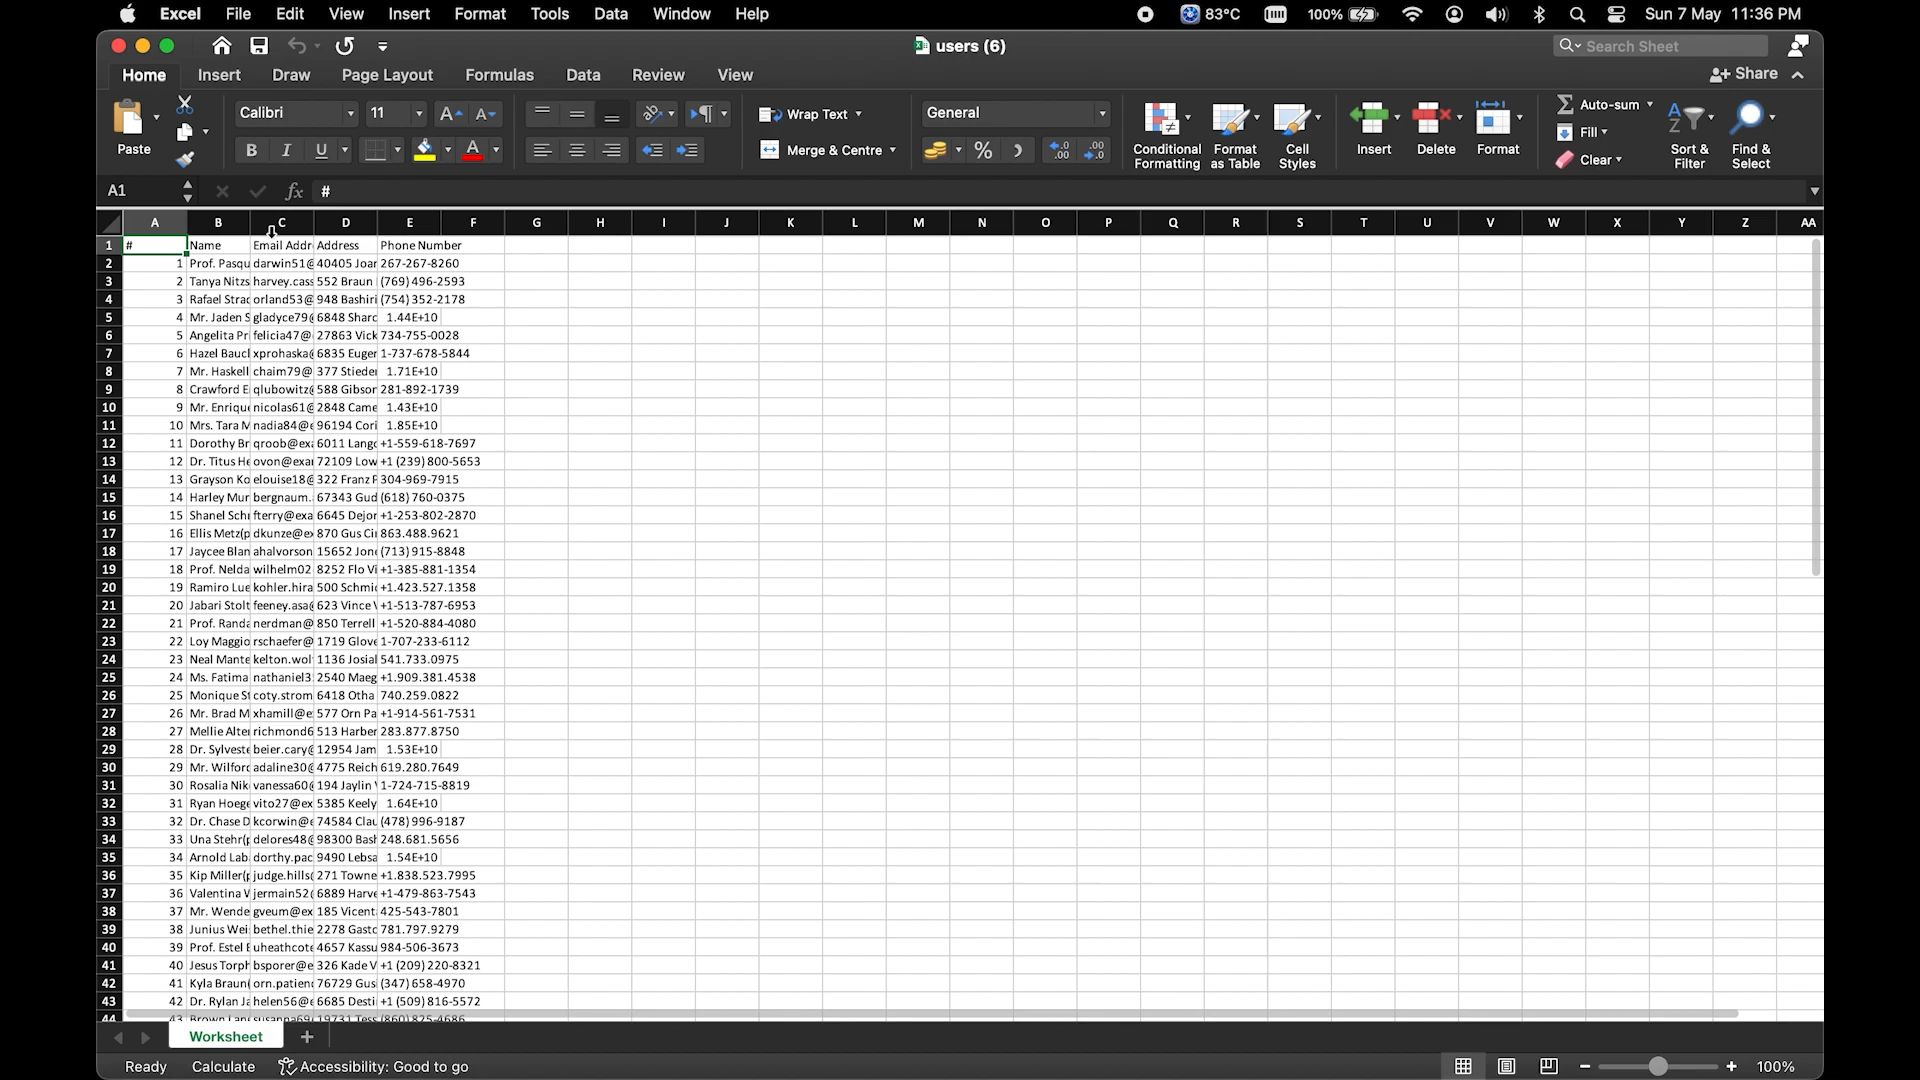 Excel File Edit View Insert Format Tools Data Window Help 83°C 100% Sun 7 May 11:36 PM
users (6) Search Sheet
Home Insert Draw Page Layout Formulas Data Review View Share
Paste Calibri 11 Wrap Text General Auto-sum
B I U Merge & Centre Conditional Formatting Format as Table Cell Styles Insert Delete Format Fill Clear Sort & Filter Find & Select
A1 fx #
A B C D E F G H I J K L M N O P Q R S T U V W X Y Z AA
1 # Name Email Addr Address Phone Number
2 1 Prof. Pasqu darwin51@ 40405 Joar 267-267-8260
3 2 Tanya Nitzs harvey.cass 552 Braun (769) 496-2593
4 3 Rafael Strac orland53@ 948 Bashiri (754) 352-2178
5 4 Mr. Jaden S gladyce79@ 6848 Sharc 1.44E+10
6 5 Angelita Pr felicia47@ 27863 Vick 734-755-0028
7 6 Hazel Baucl xprohaska@ 6835 Euger 1-737-678-5844
8 7 Mr. Haskell chaim79@ 377 Stieder 1.71E+10
9 8 Crawford E qlubowitz@ 588 Gibsor 281-892-1739
10 9 Mr. Enrique nicolas61@ 2848 Came 1.43E+10
11 10 Mrs. Tara M nadia84@e 96194 Cori 1.85E+10
12 11 Dorothy Br qroob@exa 6011 Lango +1-559-618-7697
13 12 Dr. Titus He ovon@exar 72109 Low +1 (239) 800-5653
14 13 Grayson Ko elouise18@ 322 Franz F 304-969-7915
15 14 Harley Mur bergnaum. 67343 Gud (618) 760-0375
16 15 Shanel Schr fterry@exa 6645 Dejor +1-253-802-2870
17 16 Ellis Metz(p dkunze@ex 870 Gus Cir 863.488.9621
18 17 Jaycee Blan ahalvorson 15652 Jone (713) 915-8848
19 18 Prof. Nelda wilhelm02 8252 Flo Vi +1-385-881-1354
20 19 Ramiro Lue kohler.hira 500 Schmic +1.423.527.1358
21 20 Jabari Stolt feeney.asa@ 623 Vince V +1-513-787-6953
22 21 Prof. Randa nerdman@ 850 Terrell +1-520-884-4080
23 22 Loy Maggio rschaefer@ 1719 Glove 1-707-233-6112
24 23 Neal Mante kelton.wol 1136 Josial 541.733.0975
25 24 Ms. Fatima nathaniel3 2540 Maeg +1.909.381.4538
26 25 Monique St coty.strom 6418 Otha 740.259.0822
27 26 Mr. Brad M xhamill@e 577 Orn Pa +1-914-561-7531
28 27 Mellie Alter richmond6 513 Harber 283.877.8750
29 28 Dr. Sylveste beier.cary@ 12954 Jam 1.53E+10
30 29 Mr. Wilford adaline30@ 4775 Reich 619.280.7649
31 30 Rosalia Nik vanessa60@ 194 Jaylin V 1-724-715-8819
32 31 Ryan Hoege vito27@ex 5385 Keely 1.64E+10
33 32 Dr. Chase D kcorwin@e 74584 Clau (478) 996-9187
34 33 Una Stehr(p delores48@ 98300 Bash 248.681.5656
35 34 Arnold Lab dorthy.pac 9490 Lebsa 1.54E+10
36 35 Kip Miller(p judge.hills@ 271 Towne +1.838.523.7995
37 36 Valentina V jermain52@ 6889 Harve +1-479-863-7543
38 37 Mr. Wende gveum@ex 185 Vicent 425-543-7801
39 38 Junius Wei bethel.thie 2278 Gasto 781.797.9279
40 39 Prof. Estel E uheathcote 4657 Kassu 984-506-3673
41 40 Jesus Torph bsporer@e 326 Kade V +1 (209) 220-8321
42 41 Kyla Braun( orn.patien 76729 Gus (347) 658-4970
43 42 Dr. Rylan Ja helen56@e 6685 Desti +1 (509) 816-5572
44 43 19731 Tess (860) 825-4686
Worksheet
Ready Calculate Accessibility: Good to go 100%